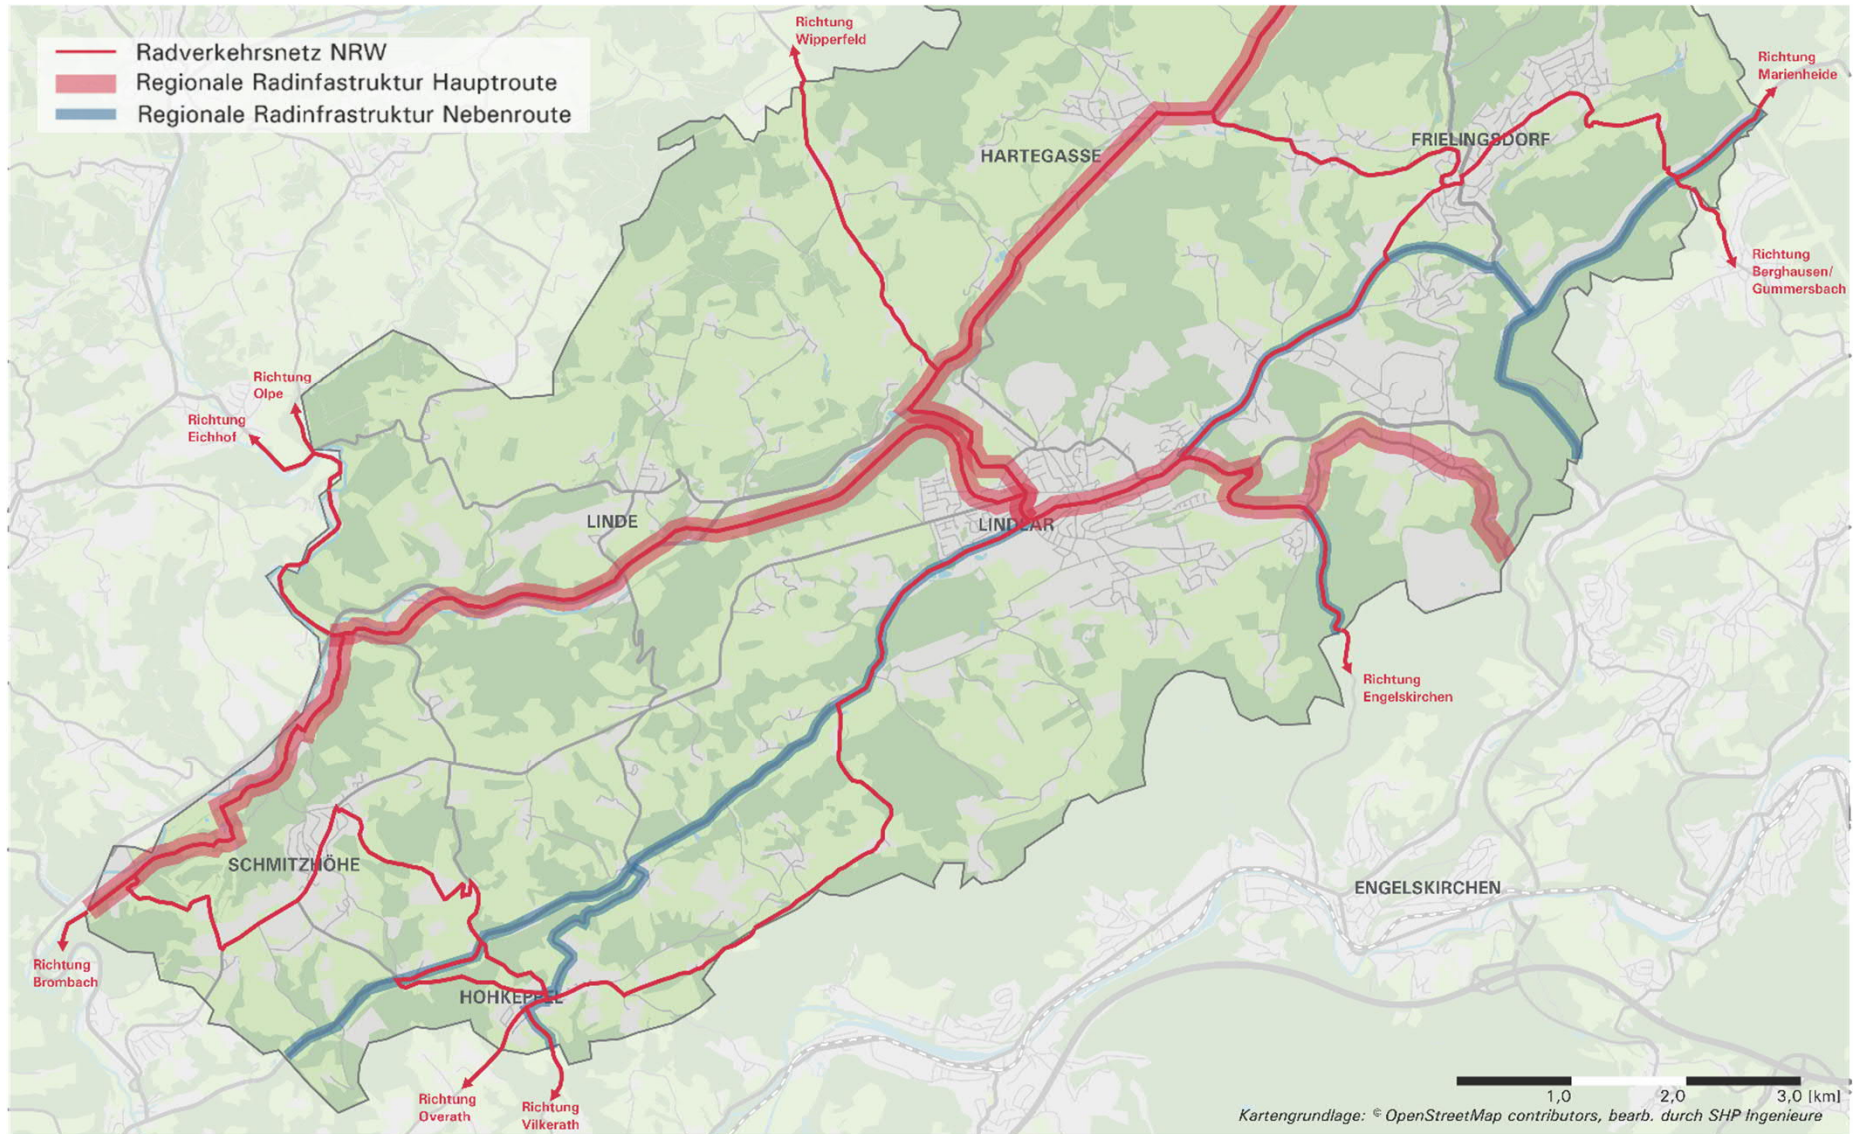 Radverkehrsnetz NRW
Regionale Radinfastruktur Hauptroute
Regionale Radinfrastruktur Nebenroute
Richtung
Wipperfeld
Richtung
Marienheide
FRIELINGSDORF
HARTEGASSE
Richtung
Berghausen/
Gummersbach
Richtung
Olpe
Richtung
Eichhof
LINDE
LINDLAR
Richtung
Engelskirchen
SCHMITZHÖHE
ENGELSKIRCHEN
Richtung
Brombach
HOHKEPPEL
Richtung
Overath
Richtung
Vilkerath
1,0 2,0 3,0 [km]
Kartengrundlage: © OpenStreetMap contributors, bearb. durch SHP Ingenieure